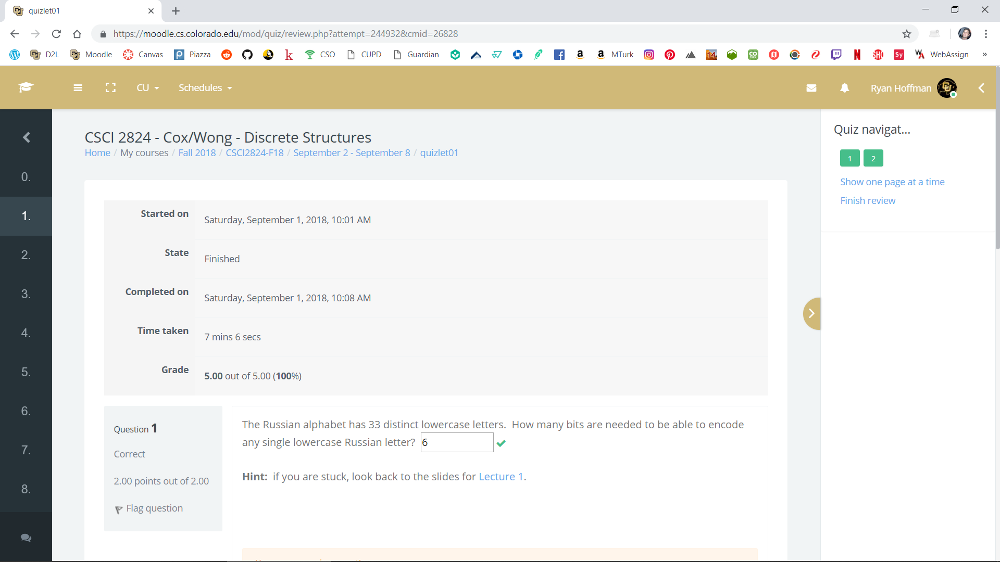 quizlet01
https://moodle.cs.colorado.edu/mod/quiz/review.php?attempt=244932&cmid=26828
D2L Moodle Canvas Piazza CSO CUPD Guardian MTurk WebAssign »
CU Schedules Ryan Hoffman
CSCI 2824 - Cox/Wong - Discrete Structures
Home / My courses / Fall 2018 / CSCI2824-F18 / September 2 - September 8 / quizlet01
0.
1.
2.
3.
4.
5.
6.
7.
8.
Started on Saturday, September 1, 2018, 10:01 AM
State Finished
Completed on Saturday, September 1, 2018, 10:08 AM
Time taken 7 mins 6 secs
Grade 5.00 out of 5.00 (100%)
Question 1
Correct
2.00 points out of 2.00
Flag question
The Russian alphabet has 33 distinct lowercase letters. How many bits are needed to be able to encode
any single lowercase Russian letter? 6
Hint: if you are stuck, look back to the slides for Lecture 1.
Quiz navigat...
1 2
Show one page at a time
Finish review